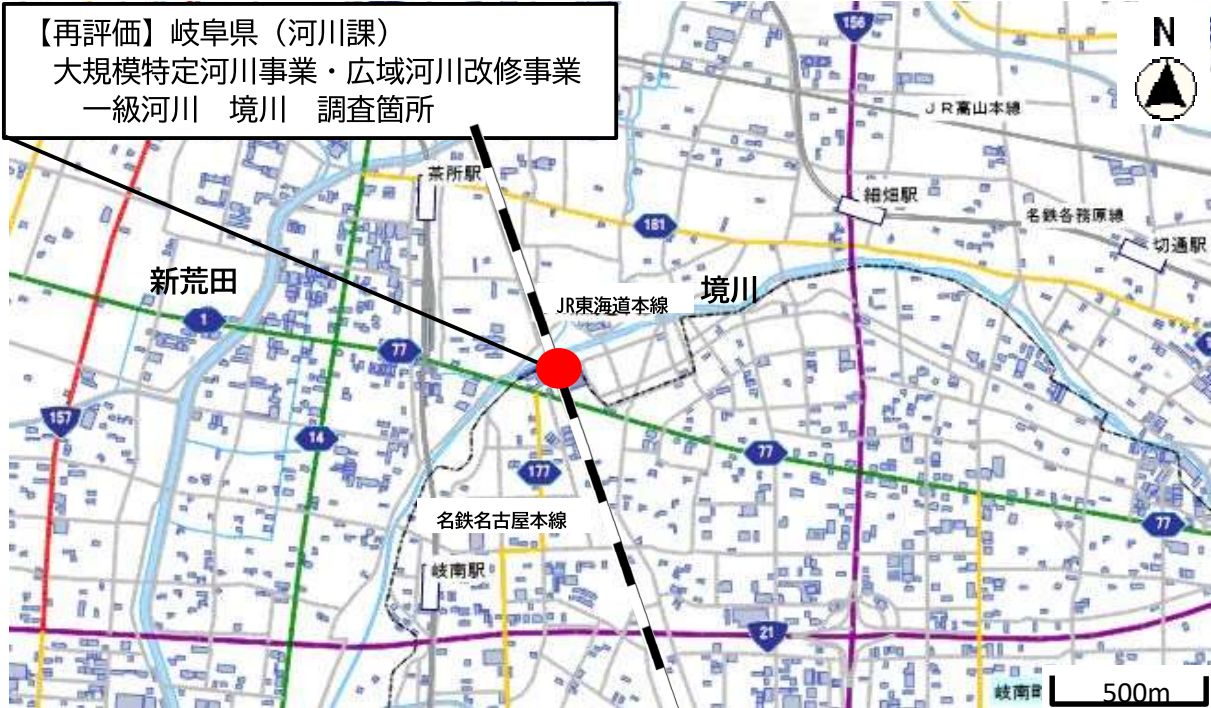 【再評価】岐阜県（河川課）
大規模特定河川事業・広域河川改修事業
一級河川　境川　調査箇所
156
N
ＪＲ高山本線
茶所駅
細畑駅
181
名鉄各務原線
切通駅
新荒田
境川
JR東海道本線
1
77
157
14
177
77
名鉄名古屋本線
77
岐南駅
21
岐南町
500m